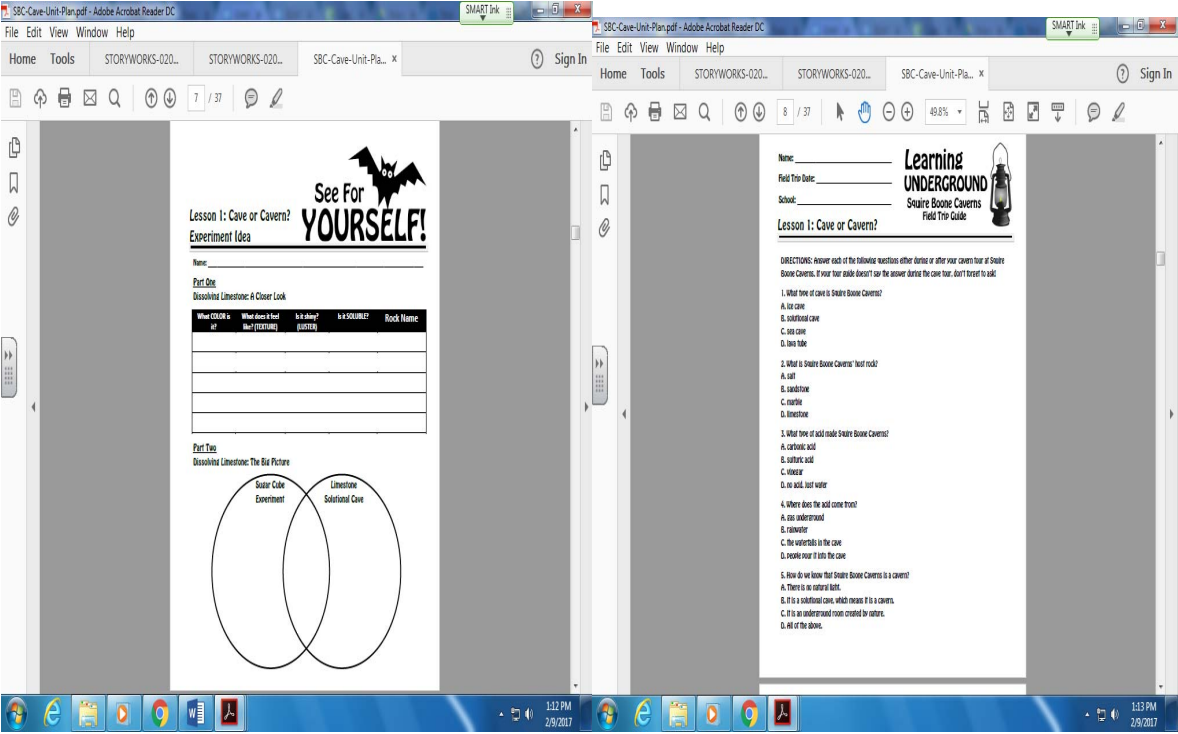 SBC-Cave-Unit-Plan.pdf - Adobe Acrobat Reader DC
SMART Ink
File Edit View Window Help
Home Tools STORYWORKS-020... STORYWORKS-020... SBC-Cave-Unit-Pla... x
? Sign In
7 / 37
See For
YOURSELF!
Lesson 1: Cave or Cavern?
Experiment Idea
Name:
Part One
Dissolving Limestone: A Closer Look
What COLOR is it? What does it feel like? (TEXTURE) Is it shiny? (LUSTER) Is it SOLUBLE? Rock Name
Part Two
Dissolving Limestone: The Big Picture
Sugar Cube
Experiment
Limestone
Solutional Cave
1:12 PM
2/9/2017
SBC-Cave-Unit-Plan.pdf - Adobe Acrobat Reader DC
SMART Ink
File Edit View Window Help
Home Tools STORYWORKS-020... STORYWORKS-020... SBC-Cave-Unit-Pla... x
? Sign In
8 / 37 49.8%
Name:
Field Trip Date:
School:
Learning
UNDERGROUND
Squire Boone Caverns
Field Trip Guide
Lesson 1: Cave or Cavern?
DIRECTIONS: Answer each of the following questions either during or after your cavern tour at Squire
Boone Caverns. If your tour guide doesn't say the answer during the cave tour, don't forget to ask!
1. What type of cave is Squire Boone Caverns?
A. ice cave
B. solutional cave
C. sea cave
D. lava tube
2. What is Squire Boone Caverns' host rock?
A. salt
B. sandstone
C. marble
D. limestone
3. What type of acid made Squire Boone Caverns?
A. carbonic acid
B. sulfuric acid
C. vinegar
D. no acid, just water
4. Where does the acid come from?
A. gas underground
B. rainwater
C. the waterfalls in the cave
D. people pour it into the cave
5. How do we know that Squire Boone Caverns is a cavern?
A. There is no natural light.
B. It is a solutional cave, which means it is a cavern.
C. It is an underground room created by nature.
D. All of the above.
1:13 PM
2/9/2017